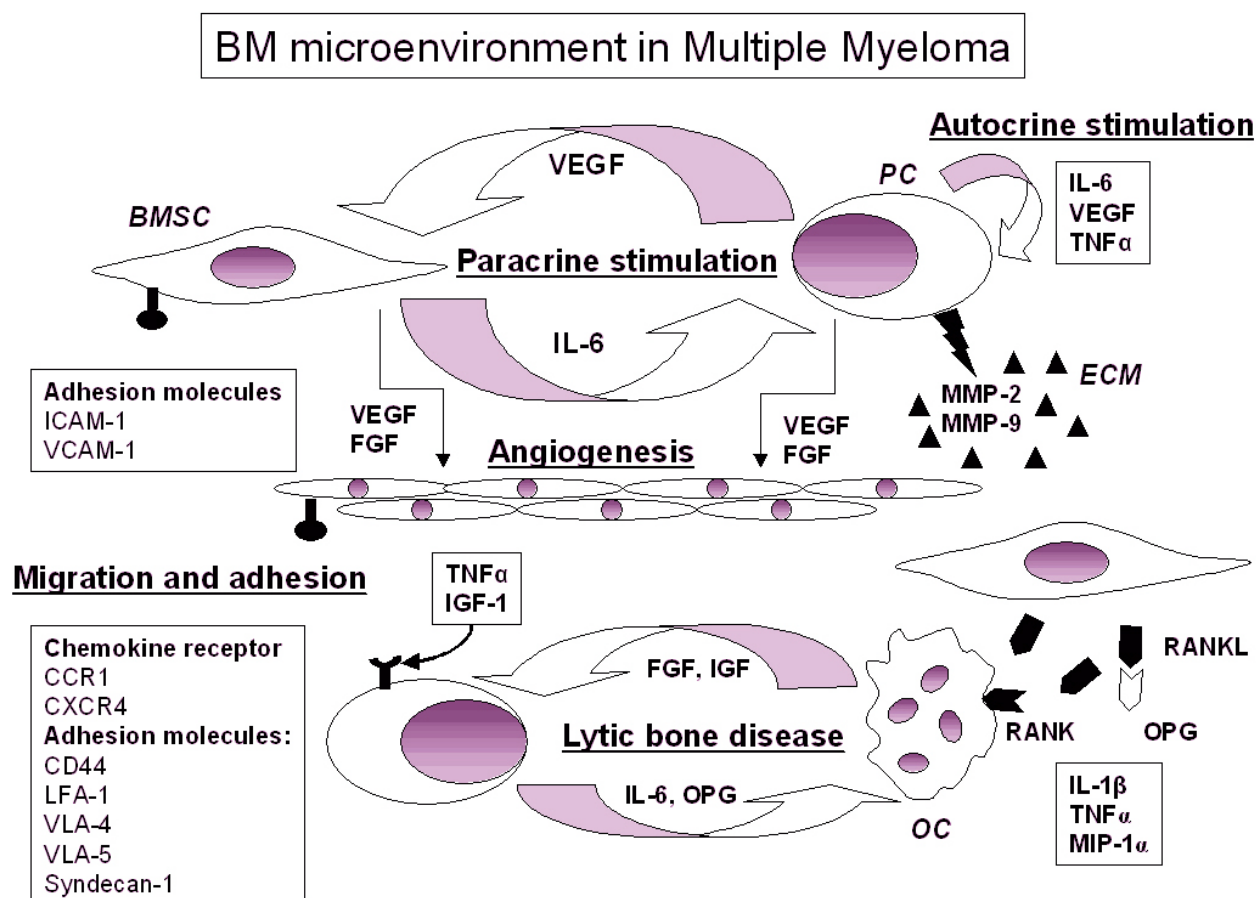 BM microenvironment in Multiple Myeloma
Autocrine stimulation
VEGF
PC
IL-6
VEGF
TNFα
BMSC
Paracrine stimulation
IL-6
Adhesion molecules
ICAM-1
VCAM-1
VEGF
FGF
Angiogenesis
VEGF
FGF
MMP-2
MMP-9
ECM
Migration and adhesion
TNFα
IGF-1
Chemokine receptor
CCR1
CXCR4
Adhesion molecules:
CD44
LFA-1
VLA-4
VLA-5
Syndecan-1
FGF, IGF
Lytic bone disease
IL-6, OPG
OC
RANKL
RANK
OPG
IL-1β
TNFα
MIP-1α